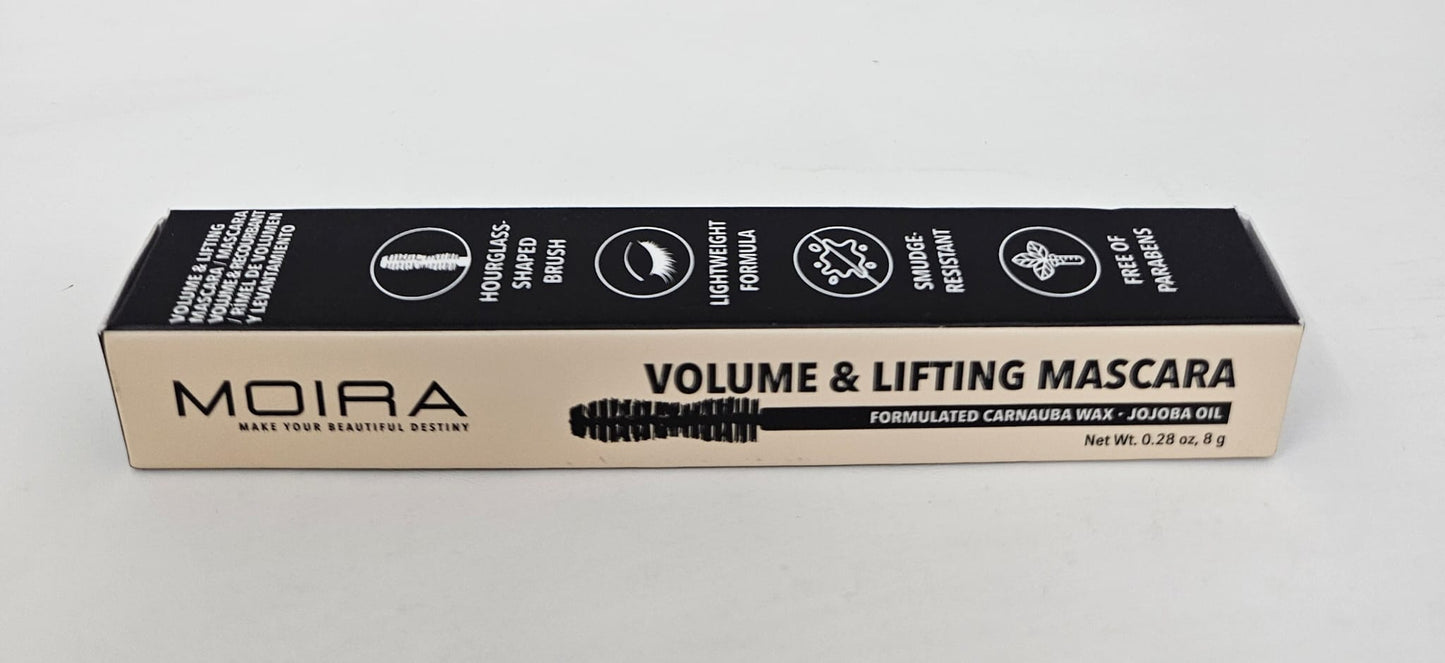 VOLUME & LIFTING
MASCARA / MASCARA
VOLUME & RECOURBANT
/ RIMEL DE VOLUMEN
Y LEVANTAMIENTO
HOURGLASS-
SHAPED
BRUSH
LIGHTWEIGHT
FORMULA
SMUDGE-
RESISTANT
FREE OF
PARABENS
MOIRA
MAKE YOUR BEAUTIFUL DESTINY
VOLUME & LIFTING MASCARA
FORMULATED CARNAUBA WAX · JOJOBA OIL
Net Wt. 0.28 oz, 8 g